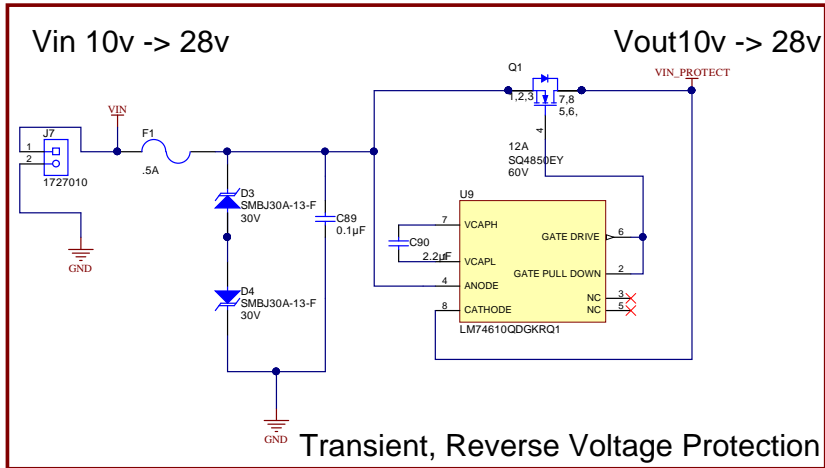 Vin 10v -> 28v
Vout10v -> 28v
VIN_PROTECT
Q1
1,2,3
7,8
5,6,
4
12A
SQ4850EY
60V
VIN
J7
1
2
1727010
GND
F1
.5A
D3
SMBJ30A-13-F
30V
C89
0.1µF
D4
SMBJ30A-13-F
30V
GND
U9
7
VCAPH
C90
2.2µF
VCAPL
4
ANODE
8
CATHODE
GATE DRIVE
6
GATE PULL DOWN
2
NC
3
NC
5
LM74610QDGKRQ1
Transient, Reverse Voltage Protection